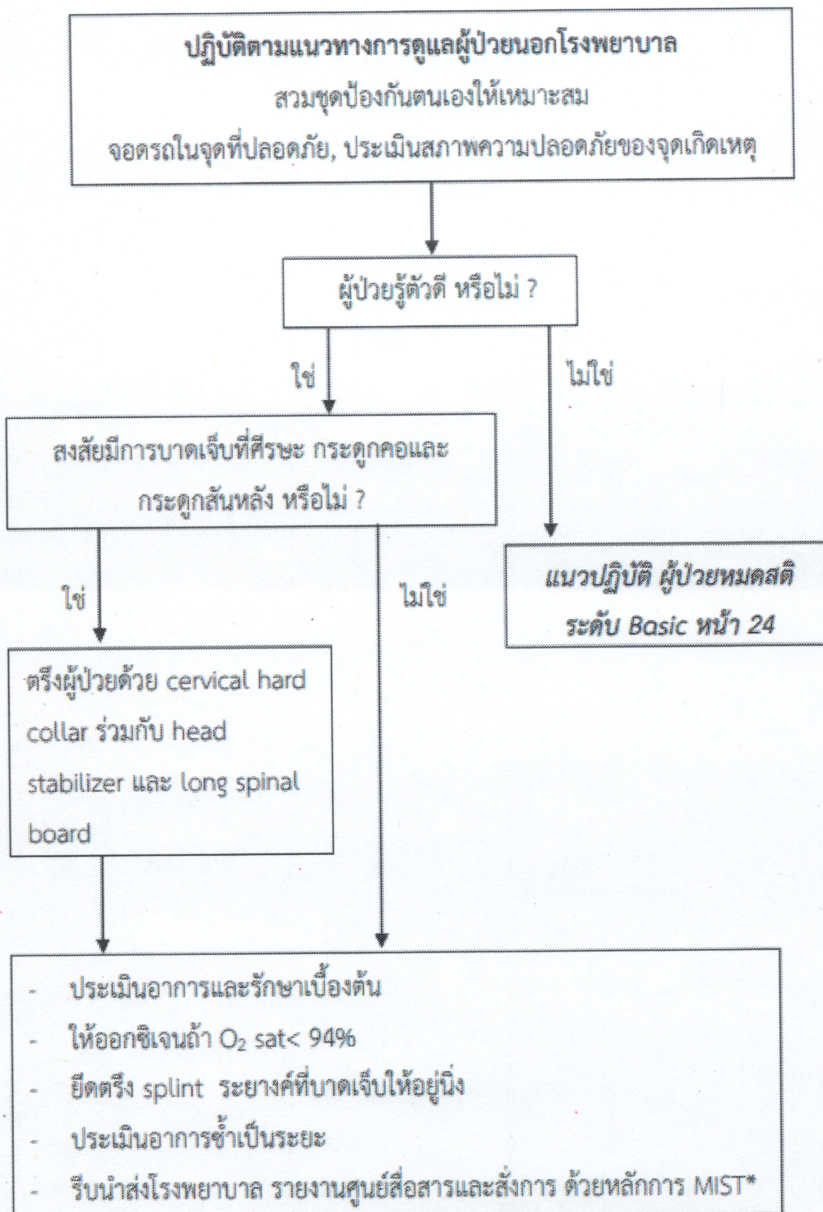 ปฏิบัติตามแนวทางการดูแลผู้ป่วยนอกโรงพยาบาล
สวมชุดป้องกันตนเองให้เหมาะสม
จอดรถในจุดที่ปลอดภัย, ประเมินสภาพความปลอดภัยของจุดเกิดเหตุ
ผู้ป่วยรู้ตัวดี หรือไม่ ?
ใช่
ไม่ใช่
สงสัยมีการบาดเจ็บที่ศีรษะ กระดูกคอและ
กระดูกสันหลัง หรือไม่ ?
แนวปฏิบัติ ผู้ป่วยหมดสติ
ระดับ Basic หน้า 24
ใช่
ไม่ใช่
ตรึงผู้ป่วยด้วย cervical hard
collar ร่วมกับ head
stabilizer และ long spinal
board
- ประเมินอาการและรักษาเบื้องต้น
- ให้ออกซิเจนถ้า O₂ sat< 94%
- ยึดตรึง splint ระยางค์ที่บาดเจ็บให้อยู่นิ่ง
- ประเมินอาการซ้ำเป็นระยะ
- รีบนำส่งโรงพยาบาล รายงานศูนย์สื่อสารและสั่งการ ด้วยหลักการ MIST*